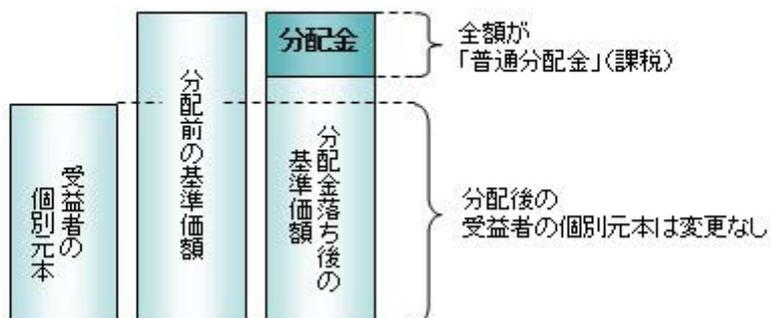 受益者の
個別元本
分配前の基準価額
分配金
分配金落ち後の
基準価額
全額が
「普通分配金」(課税)
分配後の
受益者の個別元本は変更なし